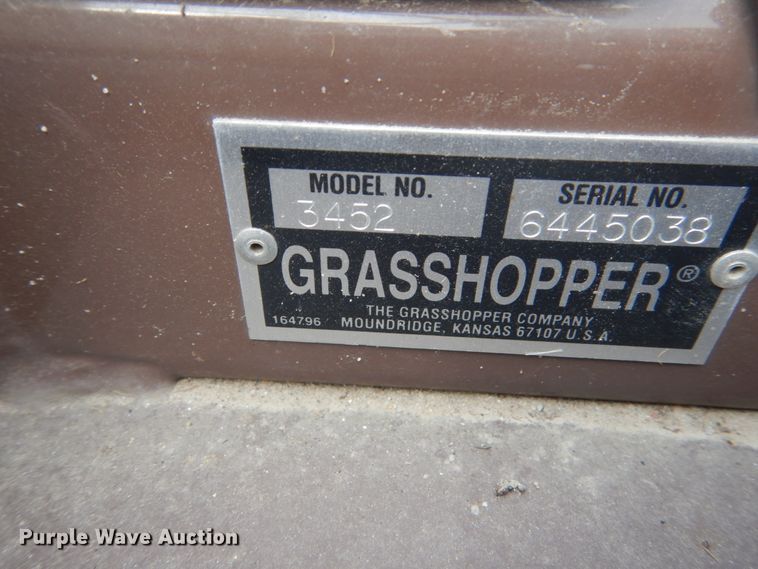 MODEL NO.
3452
SERIAL NO.
6445038
GRASSHOPPER®
THE GRASSHOPPER COMPANY
164796 MOUNDRIDGE, KANSAS 67107 U.S.A.
Purple Wave Auction